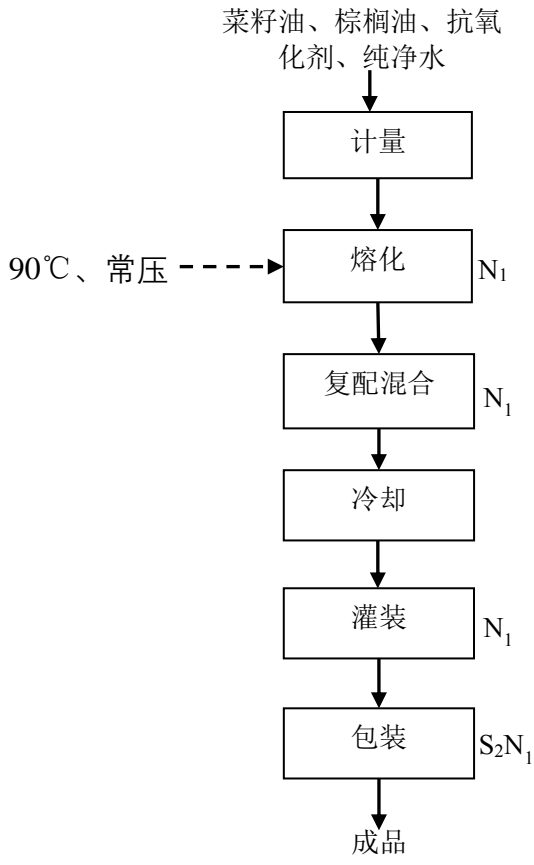 菜籽油、棕榈油、抗氧
化剂、纯净水
计量
90℃、常压
熔化
N₁
复配混合
N₁
冷却
灌装
N₁
包装
S₂N₁
成品